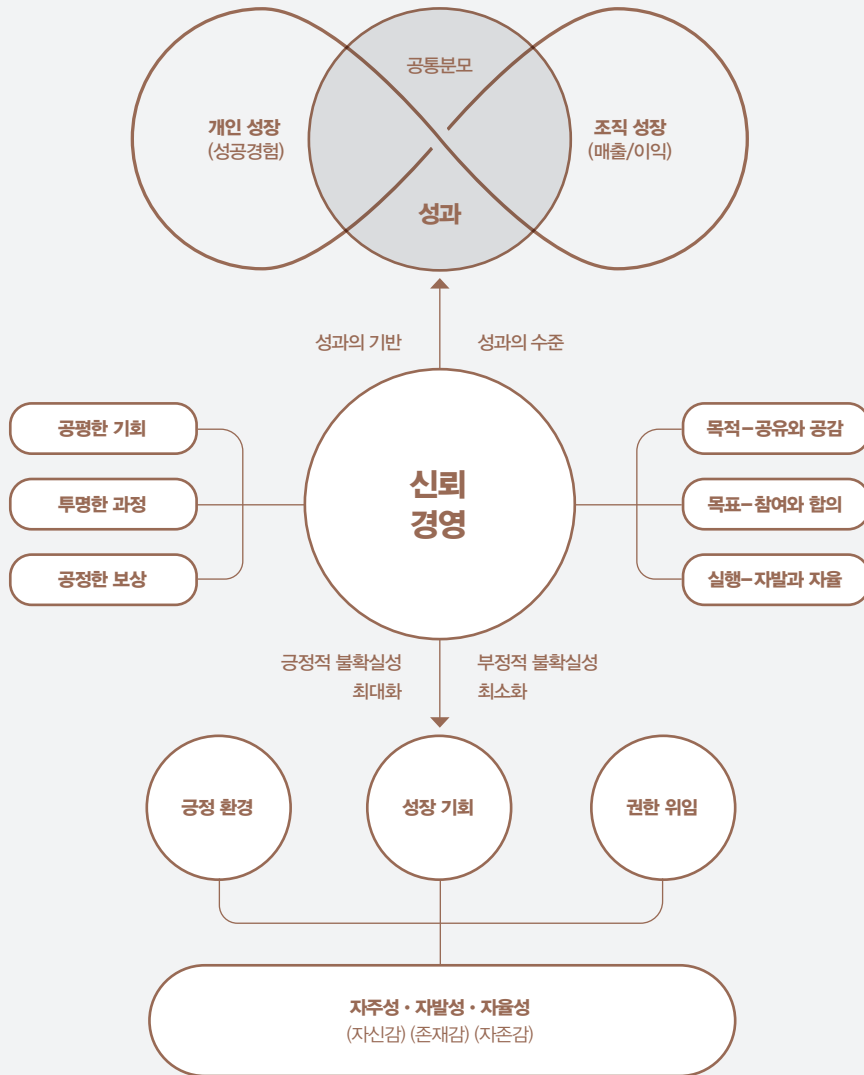 공통분모
개인 성장
(성공경험)
조직 성장
(매출/이익)
성과
성과의 기반
성과의 수준
공평한 기회
투명한 과정
공정한 보상
신뢰
경영
목적-공유와 공감
목표-참여와 합의
실행-자발과 자율
긍정적 불확실성
최대화
부정적 불확실성
최소화
긍정 환경
성장 기회
권한 위임
자주성 · 자발성 · 자율성
(자신감) (존재감) (자존감)